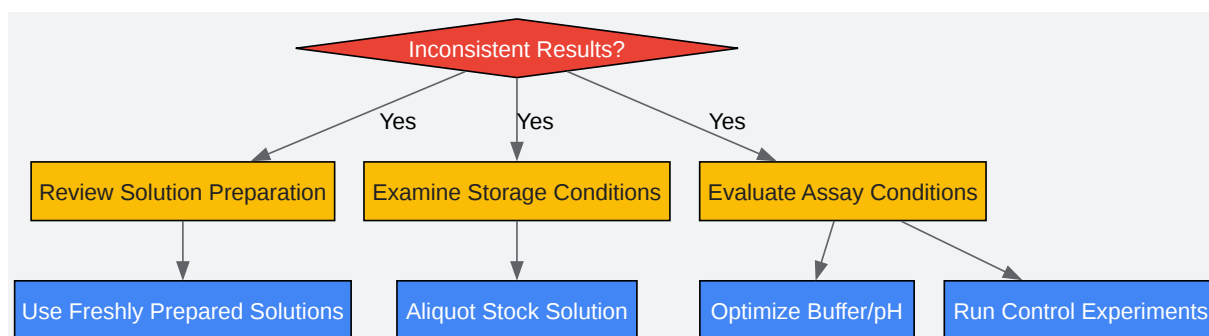 Inconsistent Results?
Yes
Yes
Yes
Review Solution Preparation
Examine Storage Conditions
Evaluate Assay Conditions
Use Freshly Prepared Solutions
Aliquot Stock Solution
Optimize Buffer/pH
Run Control Experiments